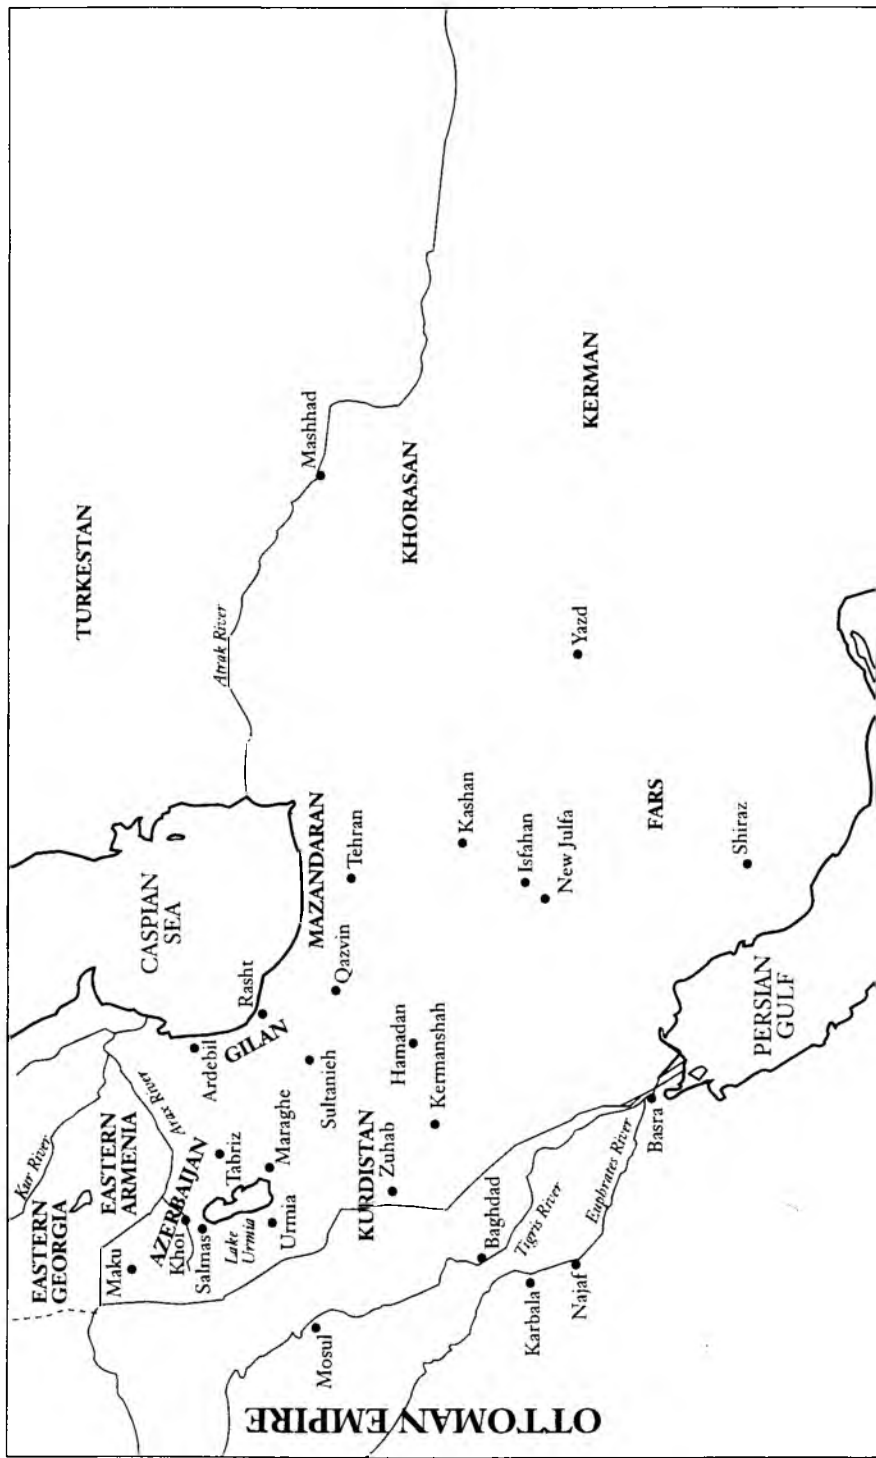 EASTERN
GEORGIA
Kur River
EASTERN
ARMENIA
Arax River
CASPIAN
SEA
TURKESTAN
Maku
AZERBAIJAN
Khoi
Salmas
Lake
Urmia
Urmia
Tabriz
Maraghe
Ardebil
GILAN
Rasht
Atrak River
Mashhad
Mosul
Sultanieh
Qazvin
MAZANDARAN
Tehran
KURDISTAN
Zuhab
Hamadan
Kermanshah
KHORASAN
OTTOMAN EMPIRE
Baghdad
Tigris River
Karbala
Najaf
Euphrates River
Kashan
Isfahan
New Julfa
Yazd
KERMAN
Basra
FARS
Shiraz
PERSIAN
GULF